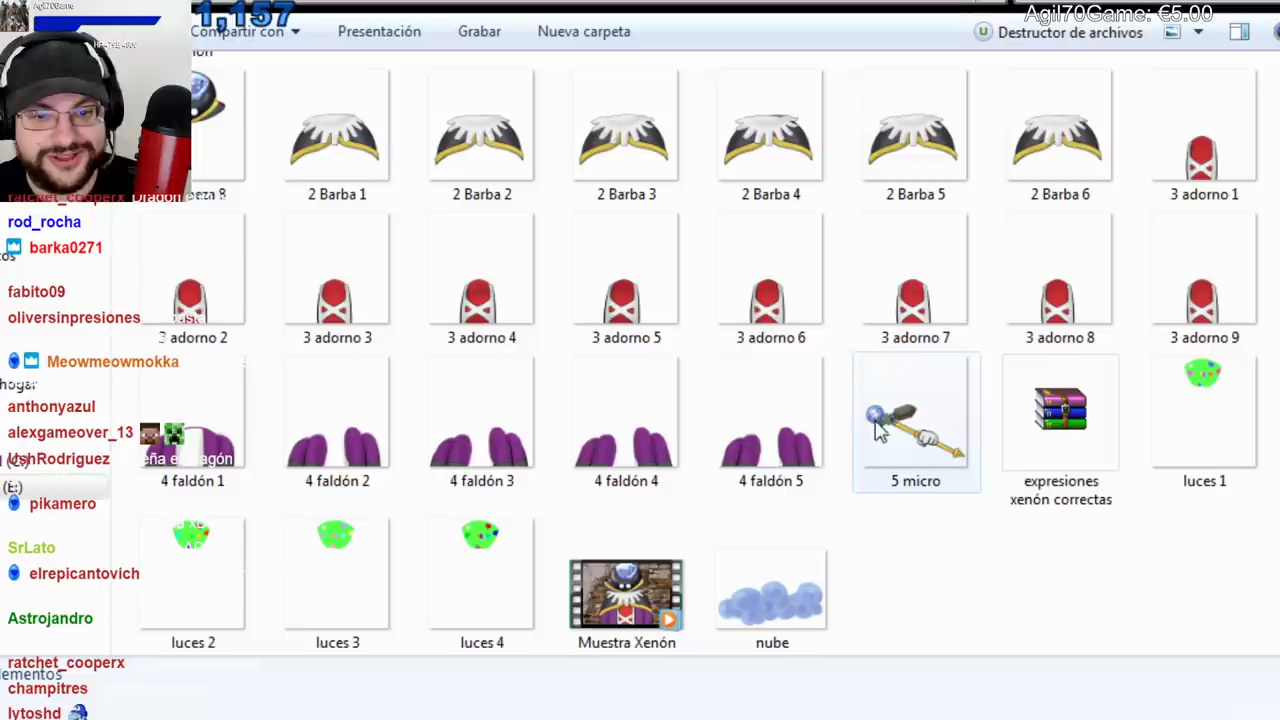 Agil70Game
1,157
Agil70Game: €5.00
Compartir con
Presentación
Grabar
Nueva carpeta
Destructor de archivos
2 Barba 1
2 Barba 2
2 Barba 3
2 Barba 4
2 Barba 5
2 Barba 6
3 adorno 1
ratchet_cooperx
rod_rocha
barka0271
fabito09
oliversinpresiones
3 adorno 2
3 adorno 3
3 adorno 4
3 adorno 5
3 adorno 6
3 adorno 7
3 adorno 8
3 adorno 9
Meowmeowmokka
hogar
anthonyazul
alexgameover_13
JshRodriguez
4 faldón 1
4 faldón 2
4 faldón 3
4 faldón 4
4 faldón 5
5 micro
expresiones
xenón correctas
luces 1
(E:)
pikamero
SrLato
elrepicantovich
Astrojandro
luces 2
luces 3
luces 4
Muestra Xenón
nube
ratchet_cooperx
lementos
champitres
lytoshd